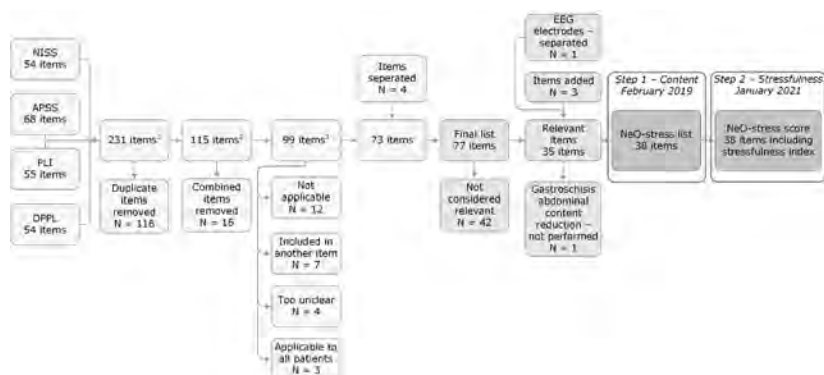 NISS
54 items
APSS
68 items
PLI
55 items
DPPL
54 items
231 items¹
Duplicate
items
removed
N = 116
115 items²
Combined
items
removed
N = 16
99 items³
Not
applicable
N = 12
Included in
another item
N = 7
Too unclear
N = 4
Applicable to
all patients
N = 3
Items
seperated
N = 4
73 items
Final list
77 items
Not
considered
relevant
N = 42
EEG
electrodes –
separated
N = 1
Items added
N = 3
Relevant
items
35 items
Gastroschisis
abdominal
content
reduction –
not performed
N = 1
Step 1 – Content
February 2019
NeO-stress list
38 items
Step 2 – Stressfulness
January 2021
NeO-stress score
38 items including
stressfulness index